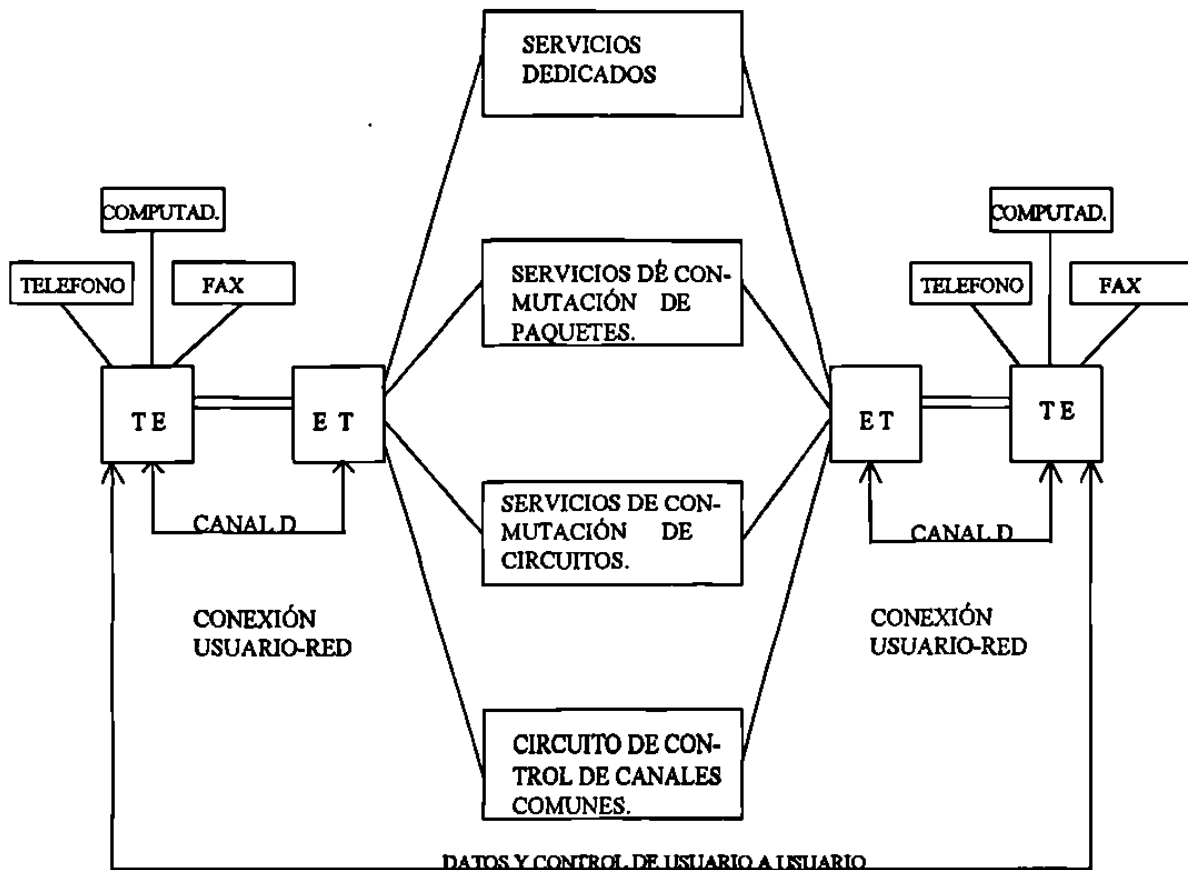 SERVICIOS
DEDICADOS
COMPUTAD.
TELEFONO
FAX
COMPUTAD.
TELEFONO
FAX
SERVICIOS DÉ CON-
MUTACIÓN DE
PAQUETES.
T E
E T
E T
T E
SERVICIOS DE CON-
MUTACIÓN DE
CIRCUITOS.
CANAL D
CANAL D
CONEXIÓN
USUARIO-RED
CONEXIÓN
USUARIO-RED
CIRCUITO DE CON-
TROL DE CANALES
COMUNES.
DATOS Y CONTROL DE USUARIO A USUARIO